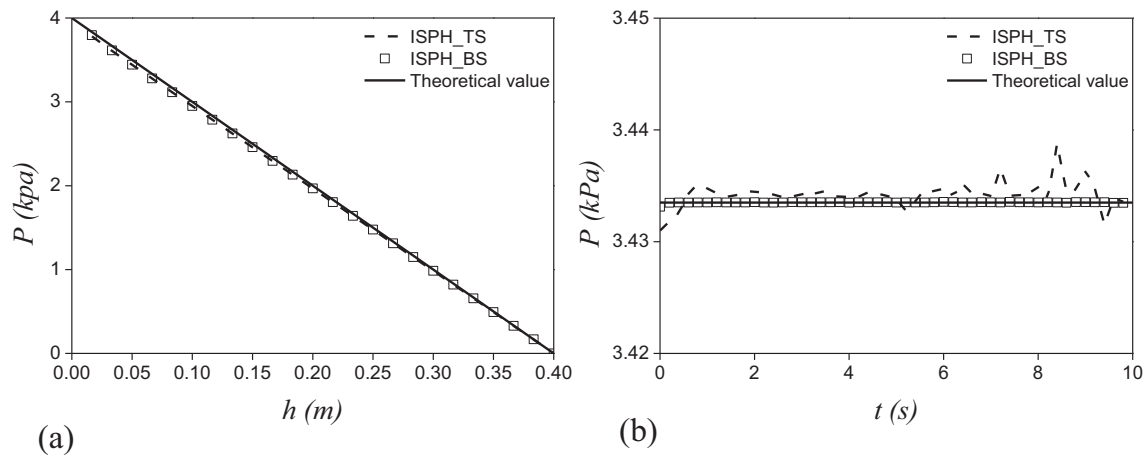 4
3
2
1
0
P (kpa)
0.00 0.05 0.10 0.15 0.20 0.25 0.30 0.35 0.40
h (m)
ISPH_TS
ISPH_BS
Theoretical value
(a)
3.45
3.44
3.43
3.42
P (kPa)
0 2 4 6 8 10
t (s)
ISPH_TS
ISPH_BS
Theoretical value
(b)